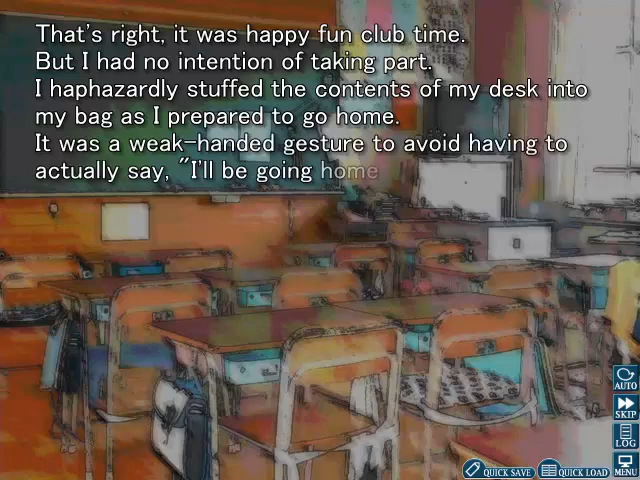 That's right, it was happy fun club time.
But I had no intention of taking part.
I haphazardly stuffed the contents of my desk into
my bag as I prepared to go home.
It was a weak-handed gesture to avoid having to
actually say, "I'll be going home
AUTO
SKIP
LOG
MENU
QUICK SAVE
QUICK LOAD